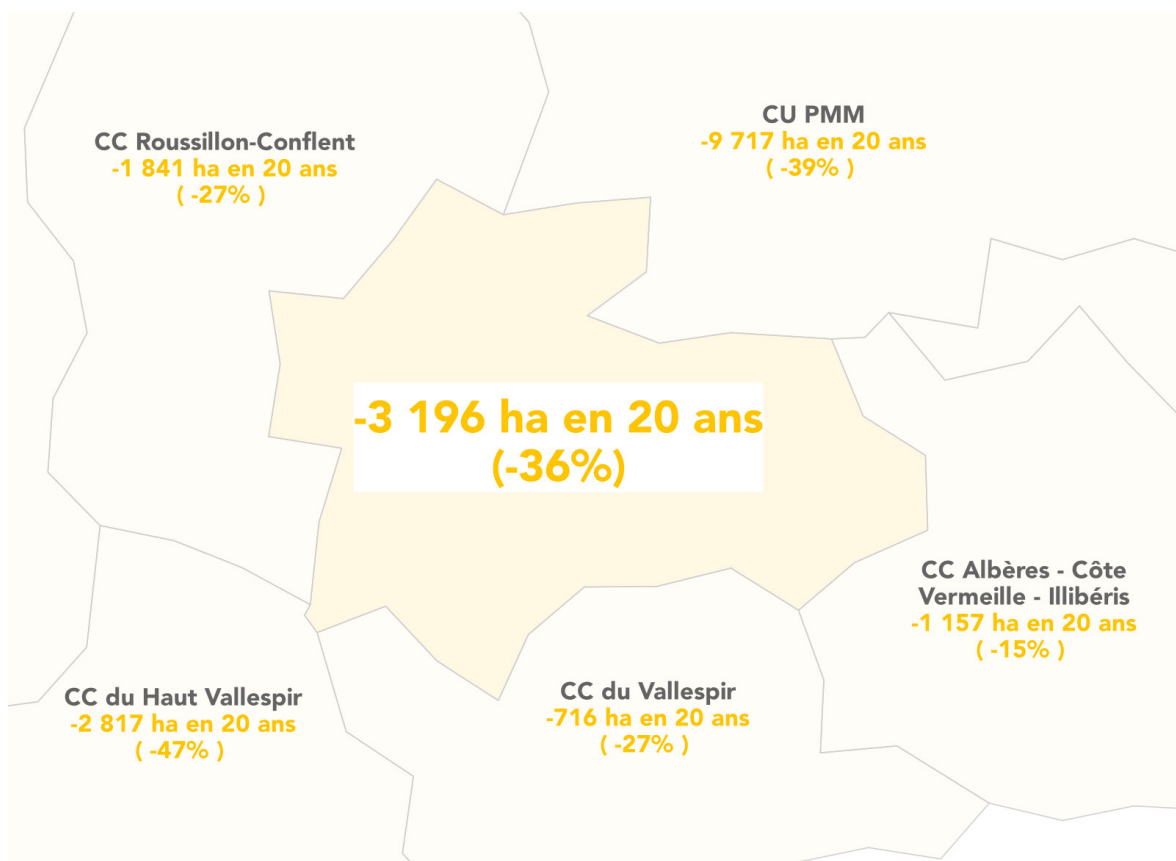 CC Roussillon-Conflent
-1 841 ha en 20 ans
( -27% )
CU PMM
-9 717 ha en 20 ans
( -39% )
-3 196 ha en 20 ans
(-36%)
CC Albères - Côte
Vermeille - Illibéris
-1 157 ha en 20 ans
( -15% )
CC du Haut Vallespir
-2 817 ha en 20 ans
( -47% )
CC du Vallespir
-716 ha en 20 ans
( -27% )